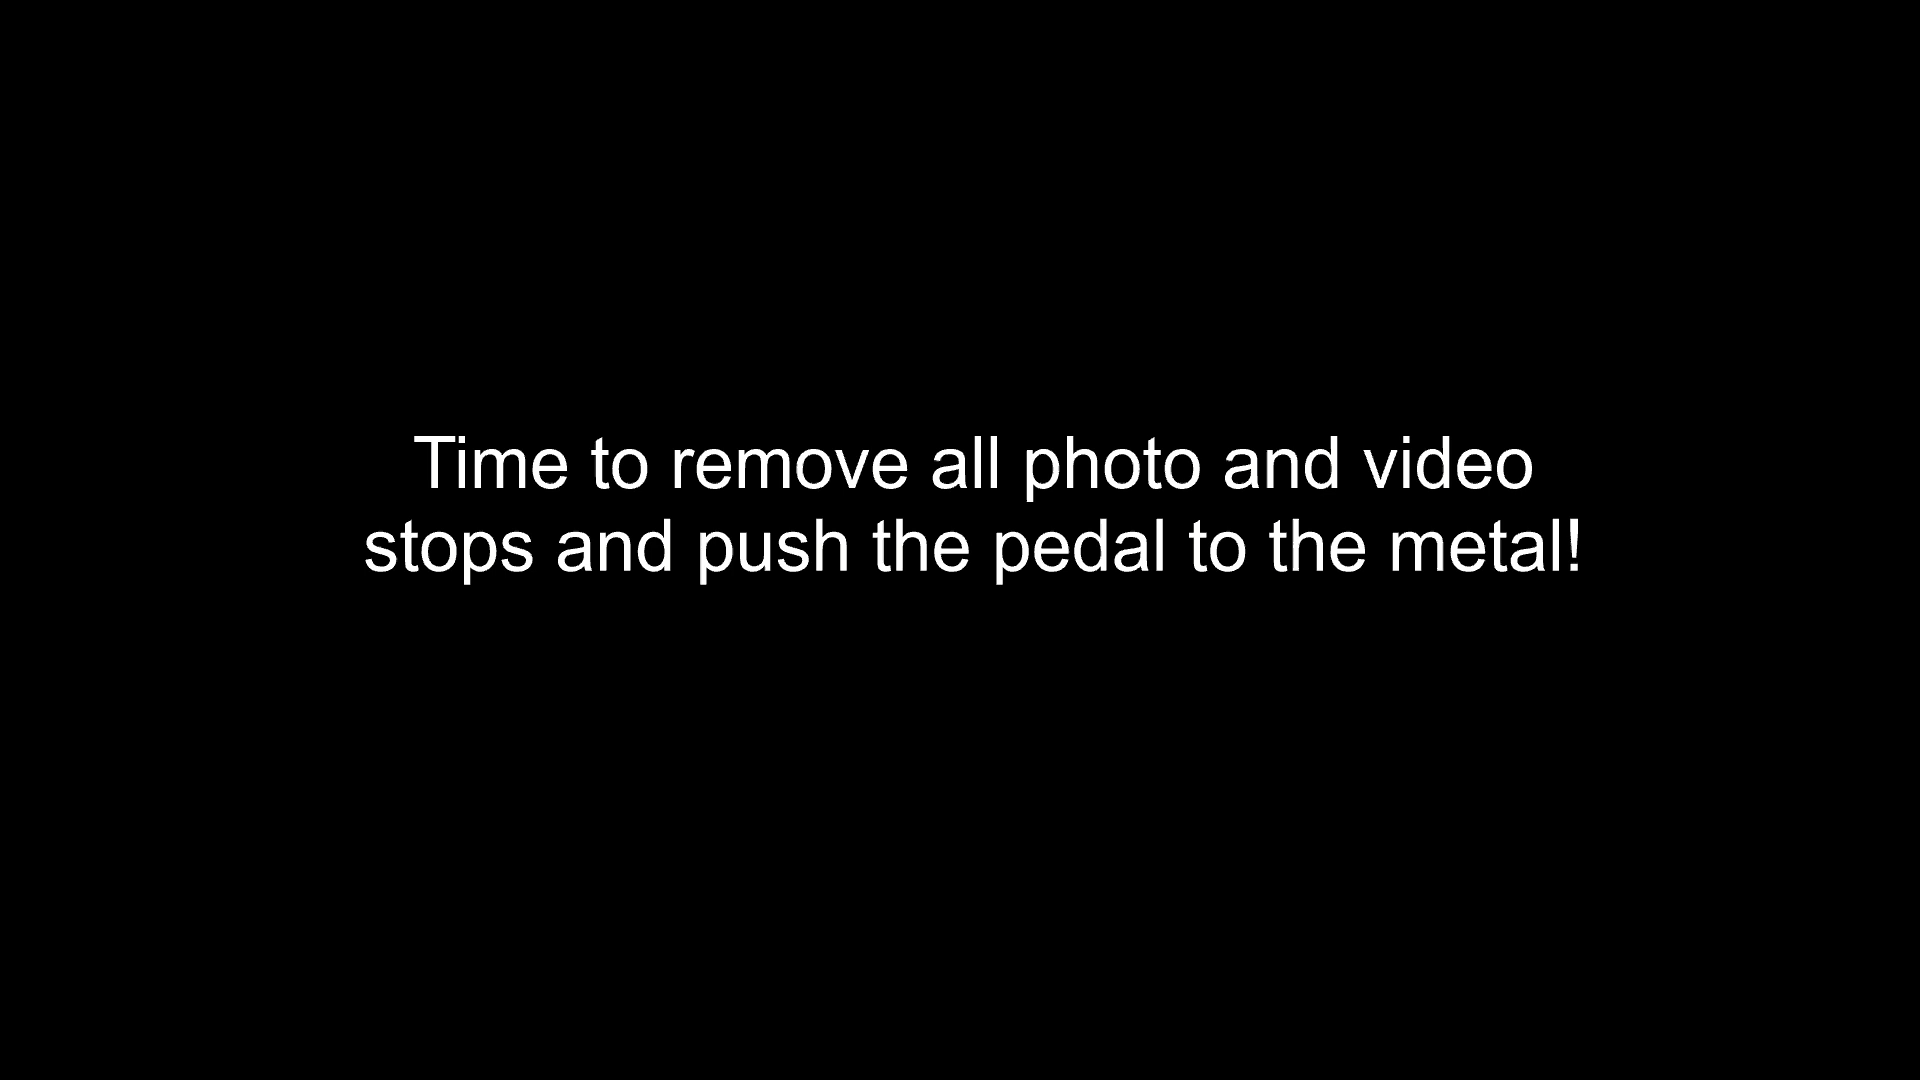 Time to remove all photo and video
stops and push the pedal to the metal!